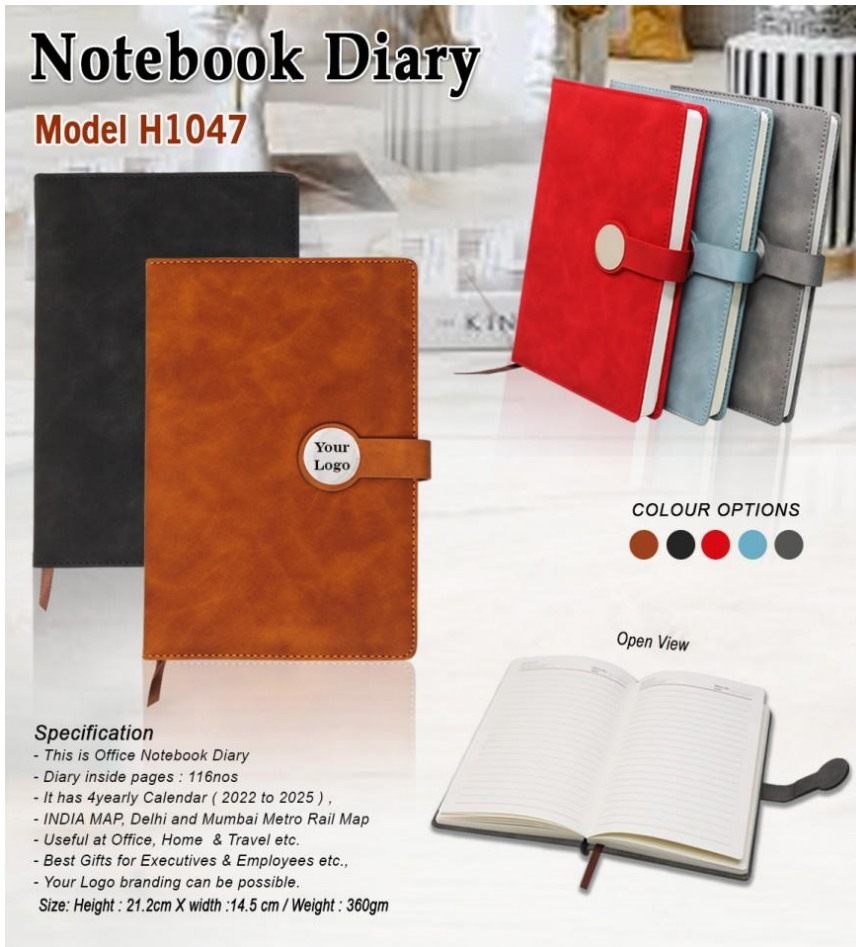 Notebook Diary
Model H1047
KIN
Your
Logo
COLOUR OPTIONS
Open View
Specification
- This is Office Notebook Diary
- Diary inside pages : 116nos
- It has 4yearly Calendar ( 2022 to 2025 ) ,
- INDIA MAP, Delhi and Mumbai Metro Rail Map
- Useful at Office, Home & Travel etc.
- Best Gifts for Executives & Employees etc.,
- Your Logo branding can be possible.
Size: Height : 21.2cm X width :14.5 cm / Weight : 360gm